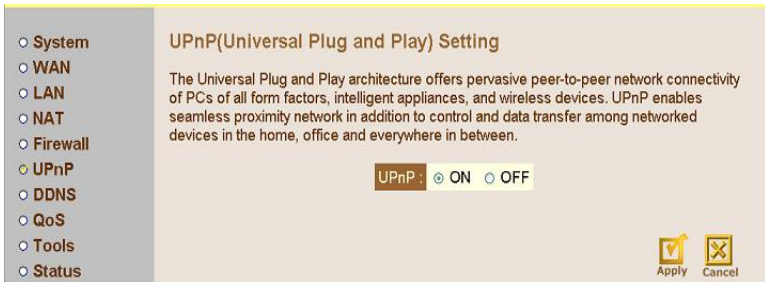 System
WAN
LAN
NAT
Firewall
UPnP
DDNS
QoS
Tools
Status
UPnP(Universal Plug and Play) Setting
The Universal Plug and Play architecture offers pervasive peer-to-peer network connectivity
of PCs of all form factors, intelligent appliances, and wireless devices. UPnP enables
seamless proximity network in addition to control and data transfer among networked
devices in the home, office and everywhere in between.
UPnP : ON OFF
Apply Cancel